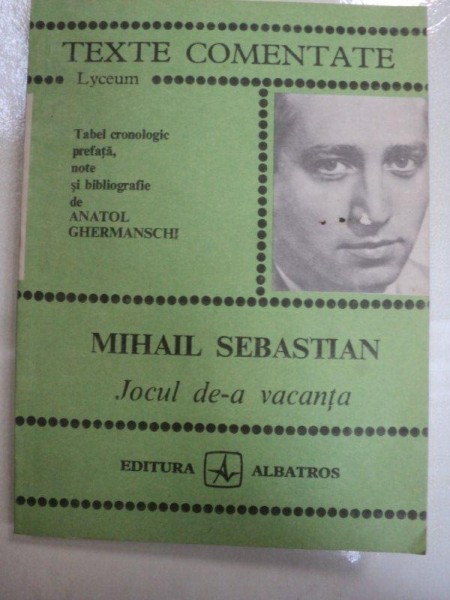 TEXTE COMENTATE
Lyceum
Tabel cronologic
prefață,
note
și bibliografie
de
ANATOL
GHERMANSCHI
MIHAIL SEBASTIAN
Jocul de-a vacanța
EDITURA ALBATROS